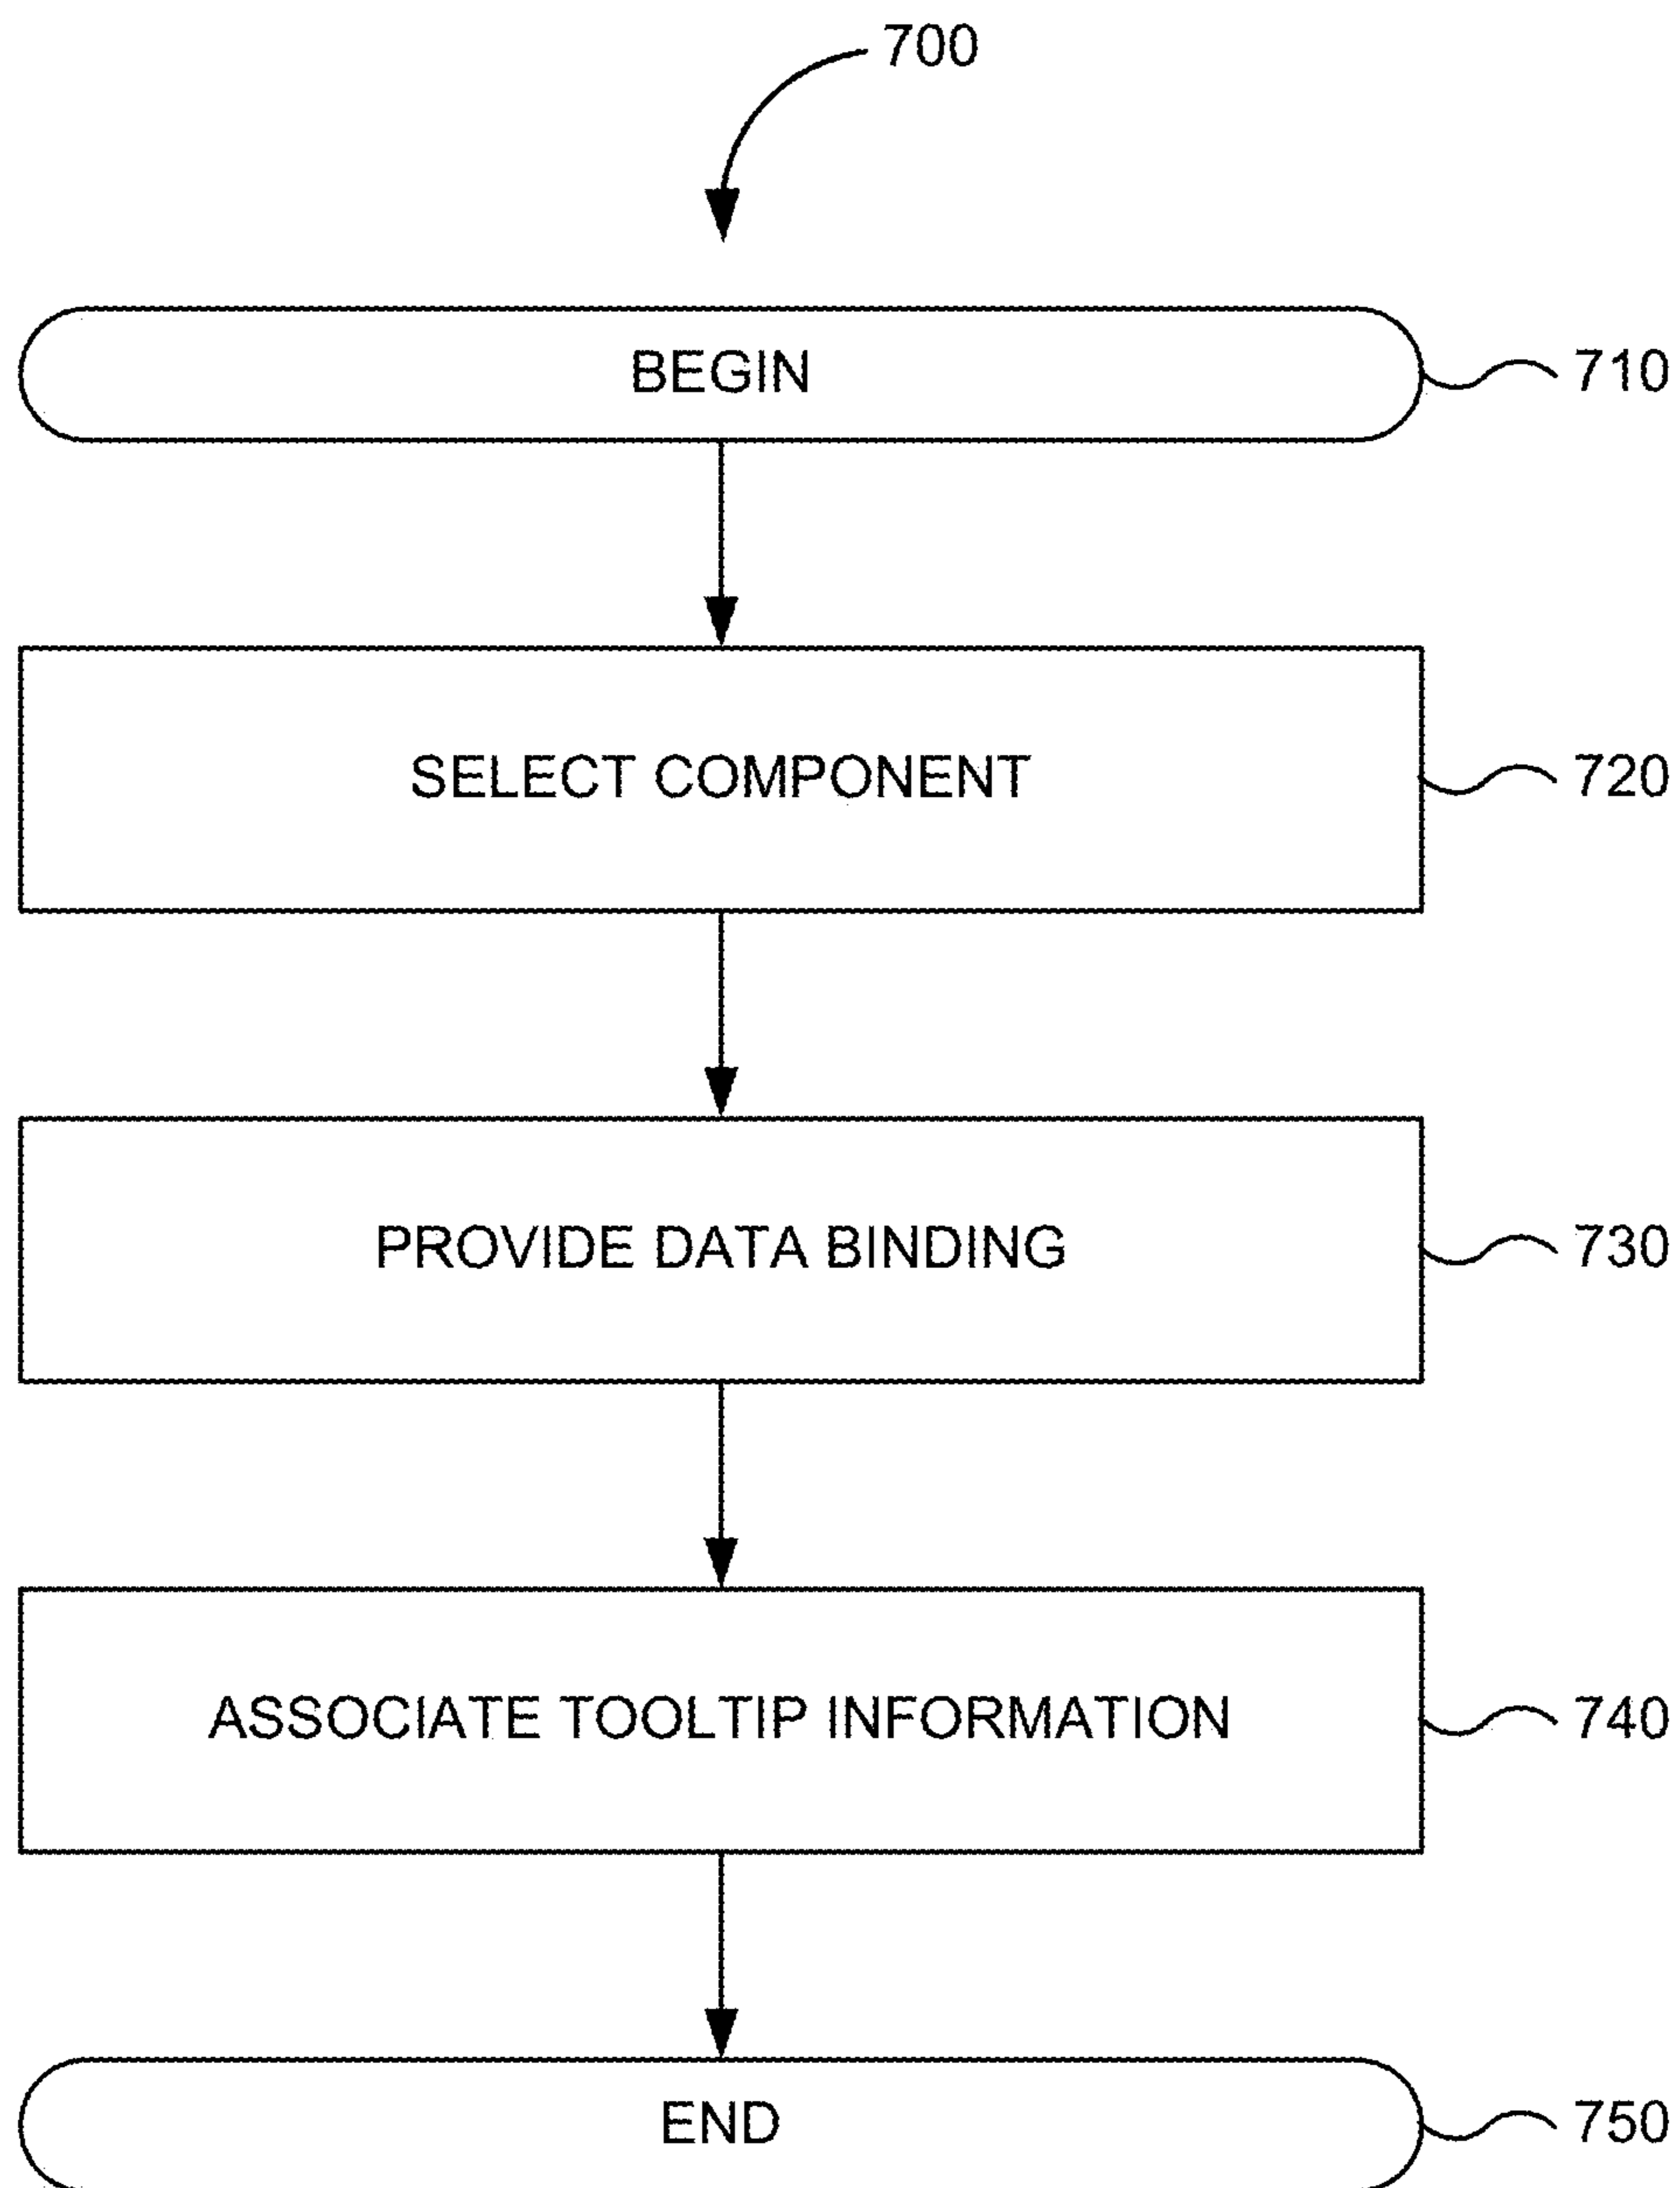 700
BEGIN
710
SELECT COMPONENT
720
PROVIDE DATA BINDING
730
ASSOCIATE TOOLTIP INFORMATION
740
END
750